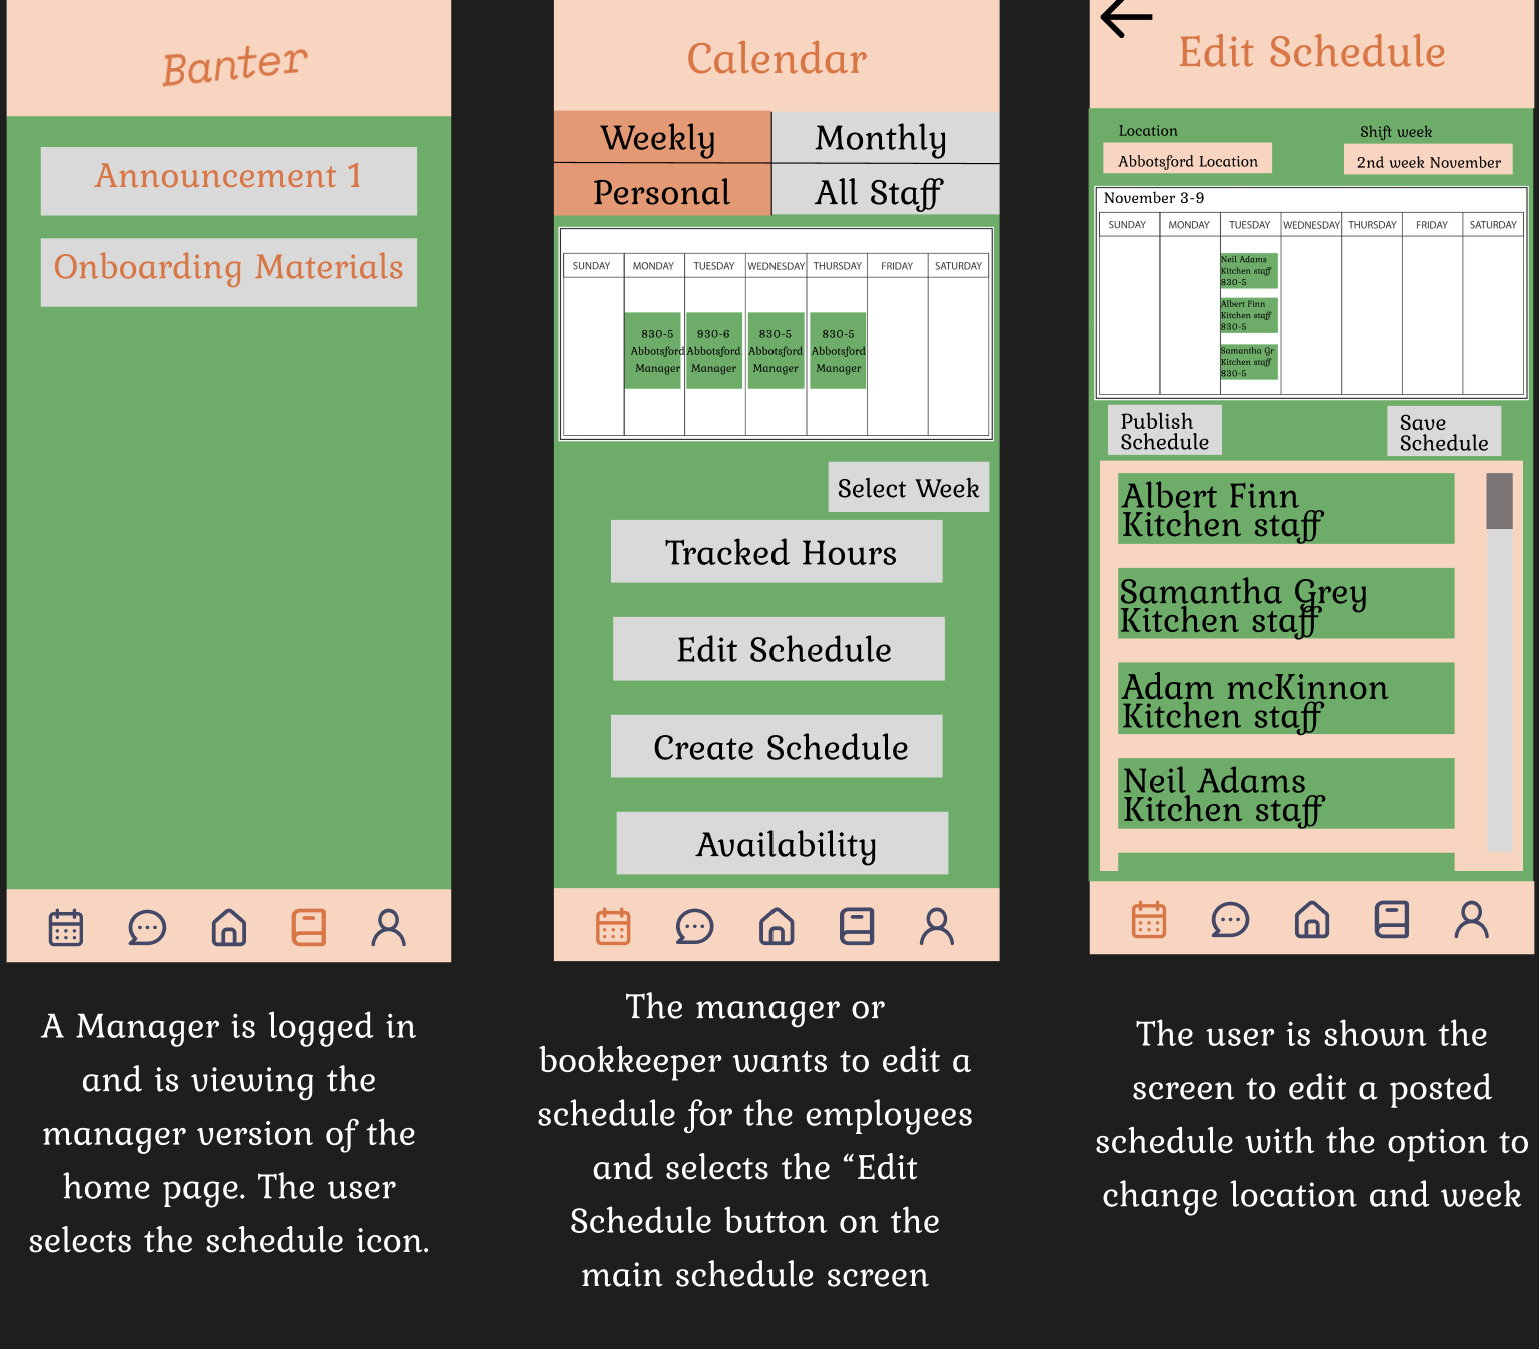 Banter
Announcement 1
Onboarding Materials
A Manager is logged in
and is viewing the
manager version of the
home page. The user
selects the schedule icon.
Calendar
Weekly Monthly
Personal All Staff
SUNDAY MONDAY TUESDAY WEDNESDAY THURSDAY FRIDAY SATURDAY
830-5 930-6 830-5 830-5
Abbotsford Abbotsford Abbotsford Abbotsford
Manager Manager Manager Manager
Select Week
Tracked Hours
Edit Schedule
Create Schedule
Availability
The manager or
bookkeeper wants to edit a
schedule for the employees
and selects the “Edit
Schedule button on the
main schedule screen
Edit Schedule
Location Shift week
Abbotsford Location 2nd week November
November 3-9
SUNDAY MONDAY TUESDAY WEDNESDAY THURSDAY FRIDAY SATURDAY
Neil Adams
Kitchen staff
830-5
Albert Finn
Kitchen staff
830-5
Samantha Gr
Kitchen staff
830-5
Publish
Schedule
Save
Schedule
Albert Finn
Kitchen staff
Samantha Grey
Kitchen staff
Adam mcKinnon
Kitchen staff
Neil Adams
Kitchen staff
The user is shown the
screen to edit a posted
schedule with the option to
change location and week